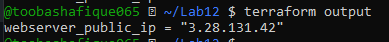 @toobashafique065 ~/Lab12 $ terraform output
webserver_public_ip = "3.28.131.42"